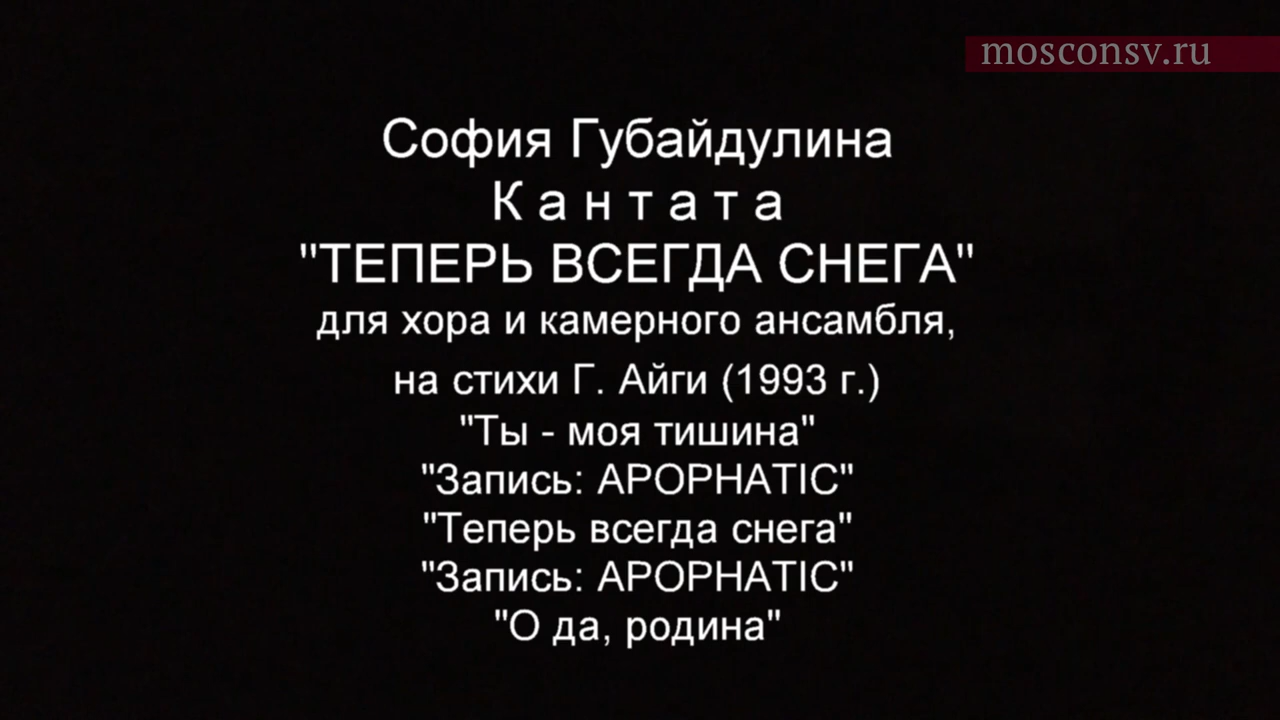 mosconsv.ru
София Губайдулина
К а н т а т а
"ТЕПЕРЬ ВСЕГДА СНЕГА"
для хора и камерного ансамбля,
на стихи Г. Айги (1993 г.)
"Ты - моя тишина"
"Запись: APOPHATIC"
"Теперь всегда снега"
"Запись: APOPHATIC"
"О да, родина"